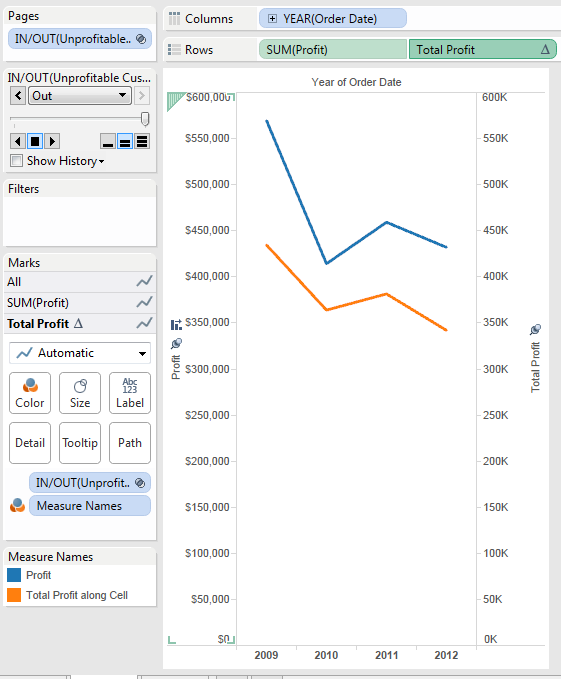 Pages
IN/OUT(Unprofitable..
IN/OUT(Unprofitable Cus...
Out
Show History
Filters
Marks
All
SUM(Profit)
Total Profit Δ
Automatic
Color
Size
Abc
123
Label
Detail
Tooltip
Path
IN/OUT(Unprofit..
Measure Names
Measure Names
Profit
Total Profit along Cell
Columns
YEAR(Order Date)
Rows
SUM(Profit)
Total Profit Δ
Year of Order Date
$600,000
$550,000
$500,000
$450,000
$400,000
$350,000
$300,000
$250,000
$200,000
$150,000
$100,000
$50,000
$0
Profit
600K
550K
500K
450K
400K
350K
300K
250K
200K
150K
100K
50K
0K
Total Profit
2009 2010 2011 2012